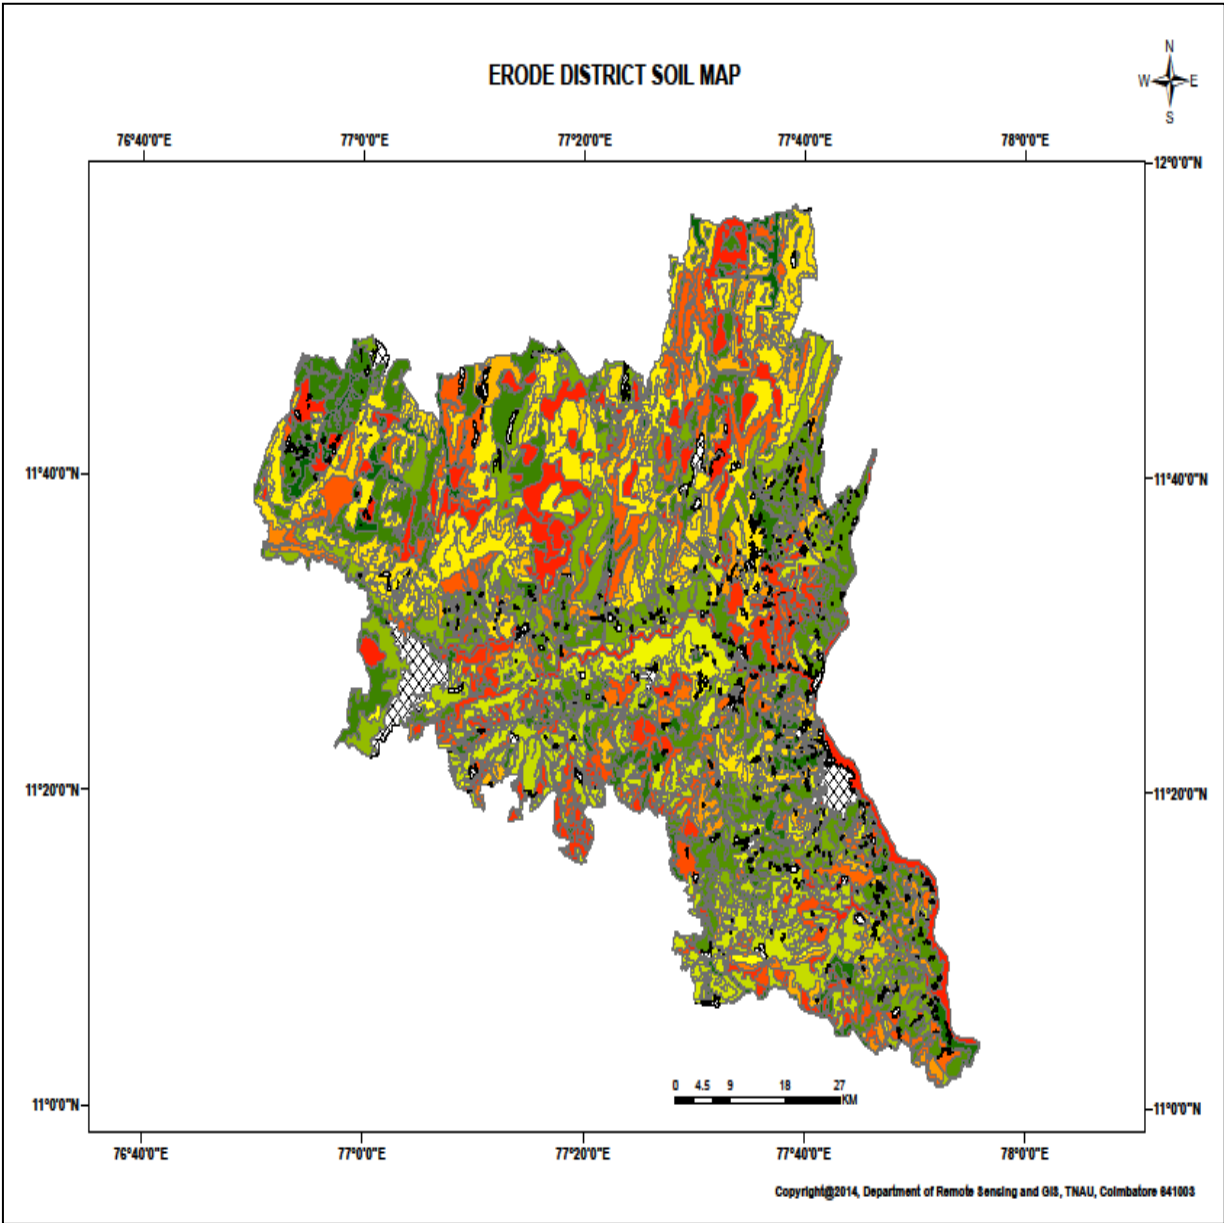 ERODE DISTRICT SOIL MAP
N
W E
S
76°40'0"E 77°0'0"E 77°20'0"E 77°40'0"E 78°0'0"E
12°0'0"N
11°40'0"N 11°40'0"N
11°20'0"N 11°20'0"N
0 4.5 9 18 27
KM
11°0'0"N 11°0'0"N
76°40'0"E 77°0'0"E 77°20'0"E 77°40'0"E 78°0'0"E
Copyright@2014, Department of Remote Sensing and GIS, TNAU, Coimbatore 641003